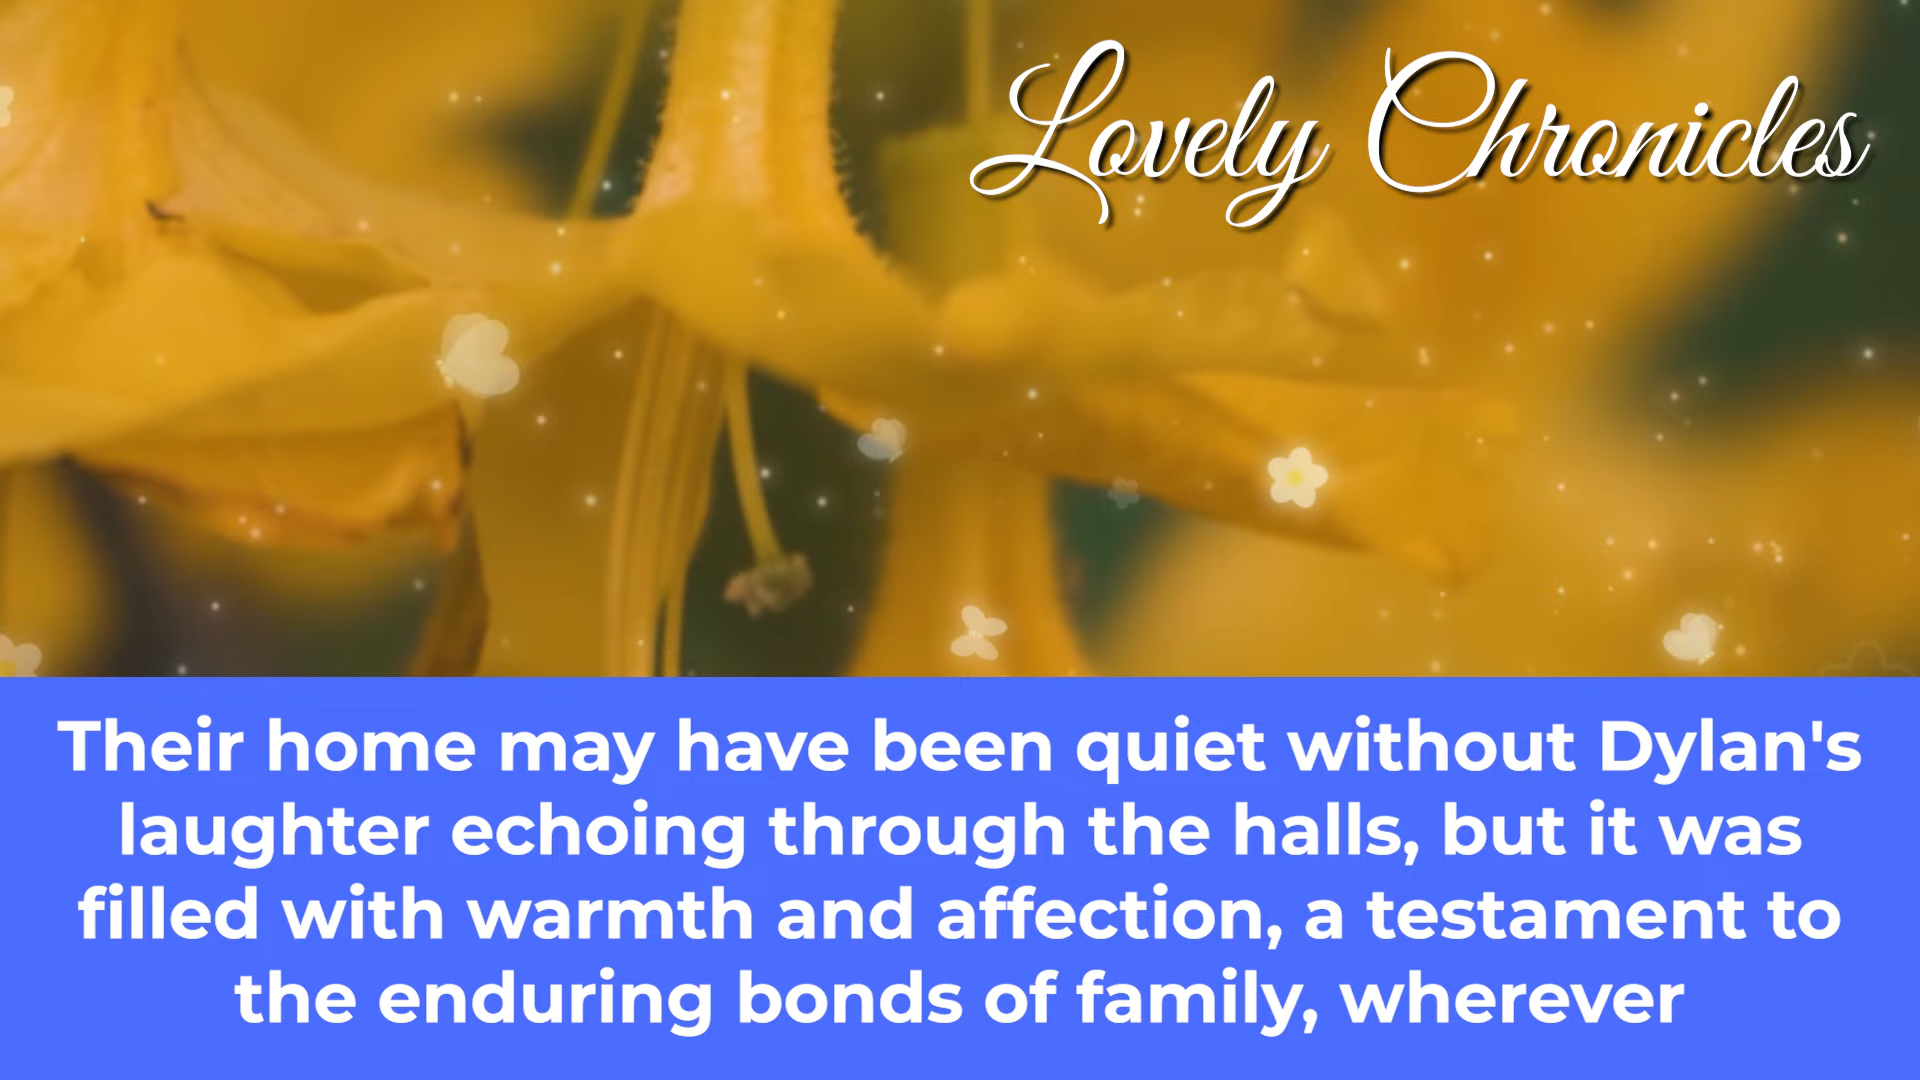 Lovely Chronicles
Their home may have been quiet without Dylan's
laughter echoing through the halls, but it was
filled with warmth and affection, a testament to
the enduring bonds of family, wherever